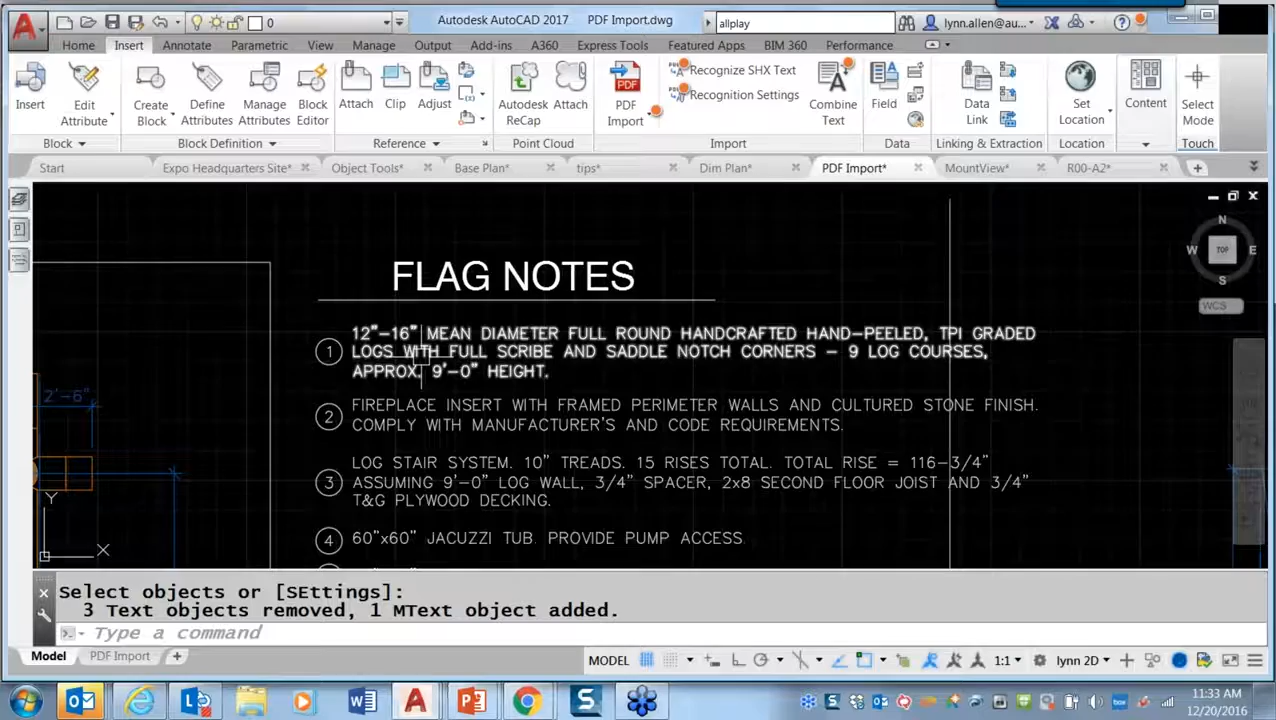 0
Autodesk AutoCAD 2017 PDF Import.dwg
allplay
lynn.allen@au...
Home Insert Annotate Parametric View Manage Output Add-ins A360 Express Tools Featured Apps BIM 360 Performance
Insert
Edit Attribute
Create Block
Define Attributes
Manage Attributes
Block Editor
Attach
Clip
Adjust
Autodesk ReCap
Attach
PDF
PDF Import
Recognize SHX Text
Recognition Settings
Combine Text
Field
Data Link
Set Location
Content
Select Mode
Block Block Definition Reference Point Cloud Import Data Linking & Extraction Location Touch
Start Expo Headquarters Site* Object Tools* Base Plan* tips* Dim Plan* PDF Import* MountView* R00-A2*
N
W TOP E
S
WCS
FLAG NOTES
1 12"-16" MEAN DIAMETER FULL ROUND HANDCRAFTED HAND-PEELED, TPI GRADED
LOGS WITH FULL SCRIBE AND SADDLE NOTCH CORNERS - 9 LOG COURSES,
APPROX. 9'-0" HEIGHT.
2 FIREPLACE INSERT WITH FRAMED PERIMETER WALLS AND CULTURED STONE FINISH.
COMPLY WITH MANUFACTURER'S AND CODE REQUIREMENTS.
3 LOG STAIR SYSTEM. 10" TREADS. 15 RISES TOTAL. TOTAL RISE = 116-3/4"
ASSUMING 9'-0" LOG WALL, 3/4" SPACER, 2x8 SECOND FLOOR JOIST AND 3/4"
T&G PLYWOOD DECKING.
4 60"x60" JACUZZI TUB. PROVIDE PUMP ACCESS.
2'-6"
Y
X
Select objects or [SEttings]:
3 Text objects removed, 1 MText object added.
Type a command
Model PDF Import +
MODEL 1:1 lynn 2D
11:33 AM
12/20/2016